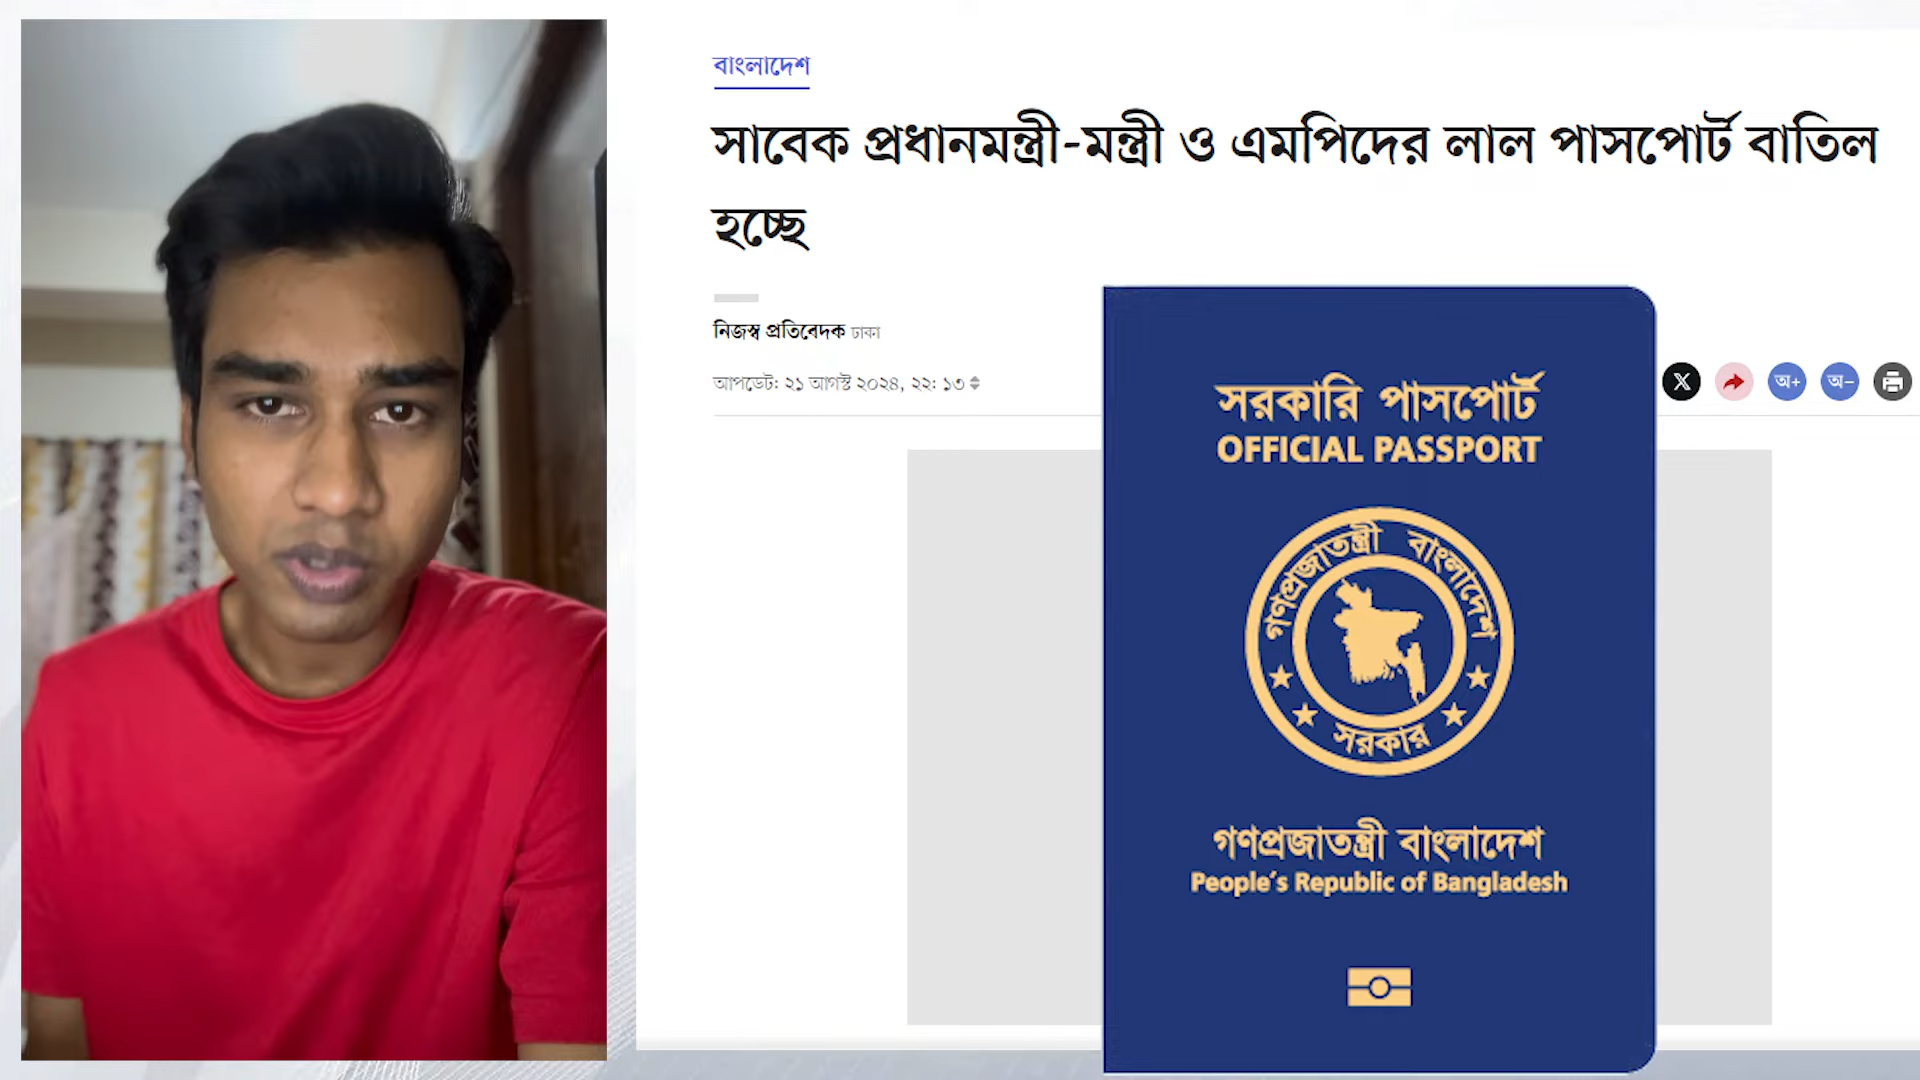 বাংলাদেশ
সাবেক প্রধানমন্ত্রী-মন্ত্রী ও এমপিদের লাল পাসপোর্ট বাতিল
হচ্ছে
নিজস্ব প্রতিবেদক ঢাকা
আপডেট: ২১ আগস্ট ২০২৪, ২২: ১৩
অ+
অ−
সরকারি পাসপোর্ট
OFFICIAL PASSPORT
গণপ্রজাতন্ত্রী বাংলাদেশ
সরকার
গণপ্রজাতন্ত্রী বাংলাদেশ
People's Republic of Bangladesh